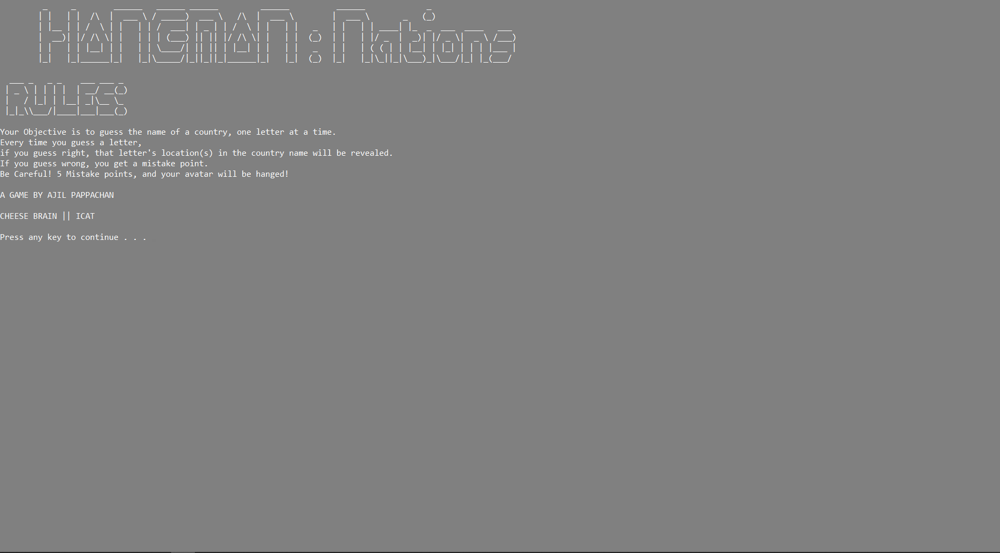 HANGMAN : Nations
RULES:
Your Objective is to guess the name of a country, one letter at a time.
Every time you guess a letter,
if you guess right, that letter's location(s) in the country name will be revealed.
If you guess wrong, you get a mistake point.
Be Careful! 5 Mistake points, and your avatar will be hanged!
A GAME BY AJIL PAPPACHAN
CHEESE BRAIN || ICAT
Press any key to continue . . .